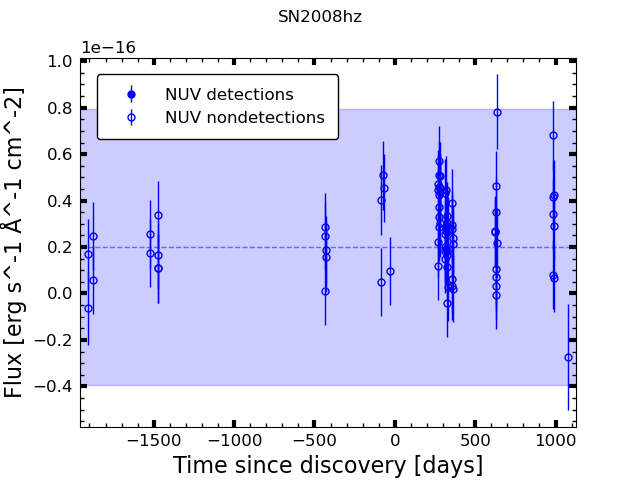 SN2008hz
1e−16
1.0
0.8
0.6
0.4
0.2
0.0
−0.2
−0.4
Flux [erg s^-1 Å^-1 cm^-2]
NUV detections
NUV nondetections
−1500 −1000 −500 0 500 1000
Time since discovery [days]